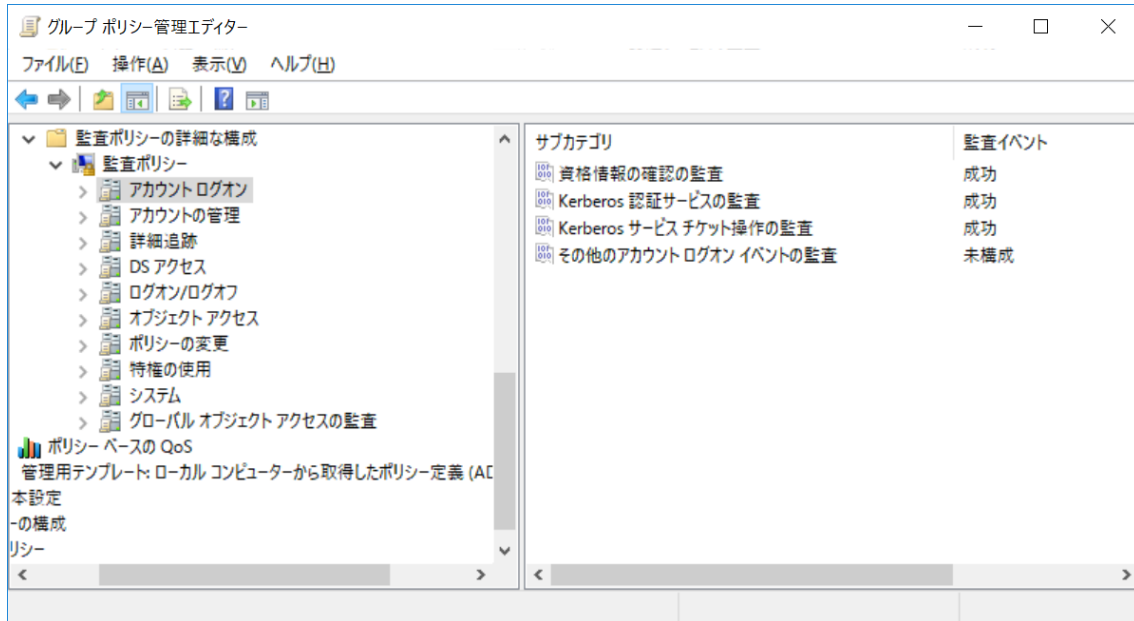 グループ ポリシー管理エディター
ファイル(F) 操作(A) 表示(V) ヘルプ(H)
監査ポリシーの詳細な構成
監査ポリシー
アカウント ログオン
アカウントの管理
詳細追跡
DS アクセス
ログオン/ログオフ
オブジェクト アクセス
ポリシーの変更
特権の使用
システム
グローバル オブジェクト アクセスの監査
ポリシー ベースの QoS
管理用テンプレート: ローカル コンピューターから取得したポリシー定義 (AD
本設定
ーの構成
リシー
サブカテゴリ 監査イベント
資格情報の確認の監査 成功
Kerberos 認証サービスの監査 成功
Kerberos サービス チケット操作の監査 成功
その他のアカウント ログオン イベントの監査 未構成